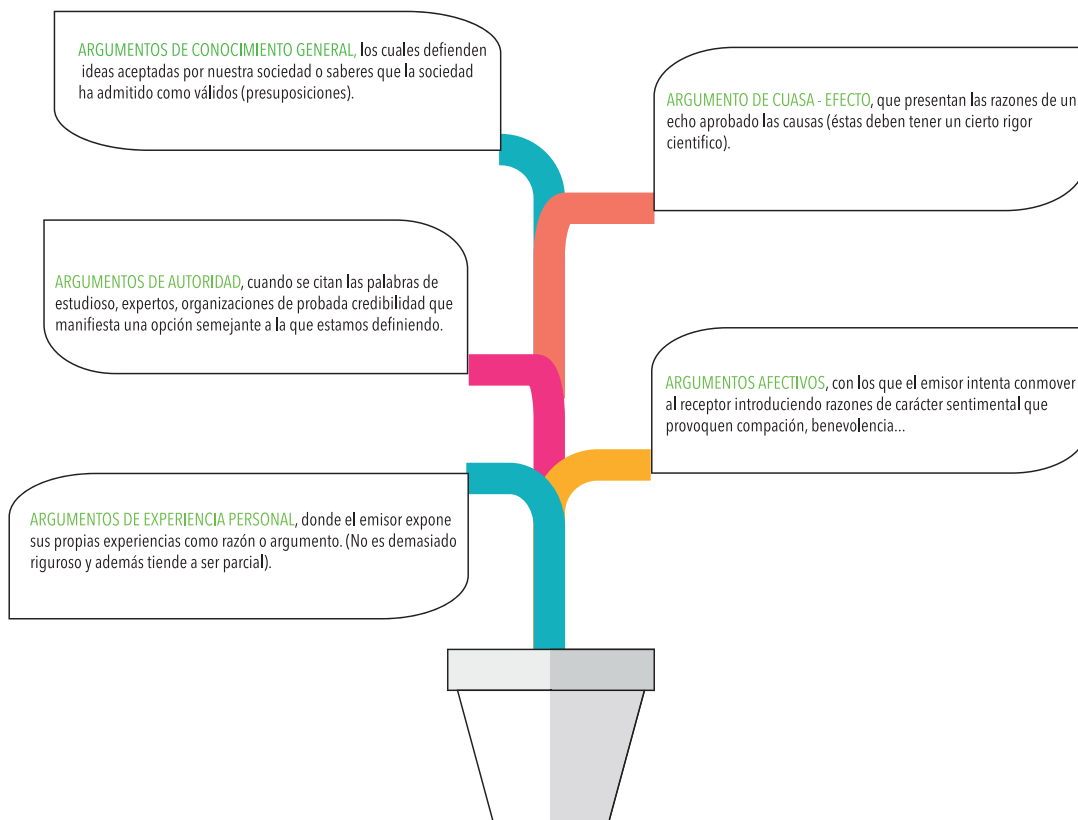 ARGUMENTOS DE CONOCIMIENTO GENERAL, los cuales defienden
ideas aceptadas por nuestra sociedad o saberes que la sociedad
ha admitido como válidos (presuposiciones).
ARGUMENTO DE CUASA - EFECTO, que presentan las razones de un
echo aprobado las causas (éstas deben tener un cierto rigor
cientifico).
ARGUMENTOS DE AUTORIDAD, cuando se citan las palabras de
estudioso, expertos, organizaciones de probada credibilidad que
manifiesta una opción semejante a la que estamos definiendo.
ARGUMENTOS AFECTIVOS, con los que el emisor intenta conmover
al receptor introduciendo razones de carácter sentimental que
provoquen compación, benevolencia...
ARGUMENTOS DE EXPERIENCIA PERSONAL, donde el emisor expone
sus propias experiencias como razón o argumento. (No es demasiado
riguroso y además tiende a ser parcial).